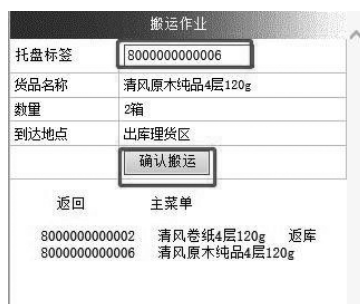 搬运作业
托盘标签 8000000000006
货品名称 清风原木纯品4层120g
数量 2箱
到达地点 出库理货区
确认搬运
返回 主菜单
8000000000002 清风卷纸4层120g 返库
8000000000006 清风原木纯品4层120g